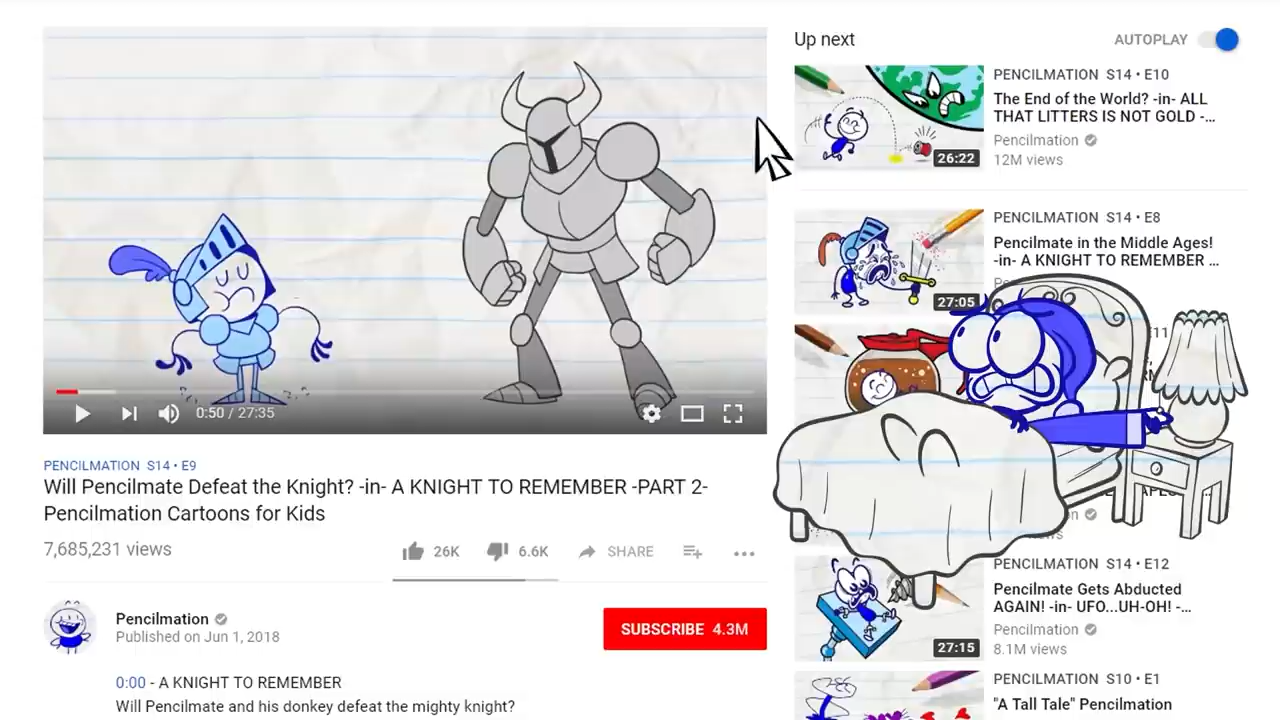 Up next
AUTOPLAY
PENCILMATION S14 • E10
The End of the World? -in- ALL
THAT LITTERS IS NOT GOLD -...
Pencilmation
12M views
26:22
PENCILMATION S14 • E8
Pencilmate in the Middle Ages!
-in- A KNIGHT TO REMEMBER ...
27:05
0:50 / 27:35
PENCILMATION S14 • E9
Will Pencilmate Defeat the Knight? -in- A KNIGHT TO REMEMBER -PART 2-
Pencilmation Cartoons for Kids
7,685,231 views
26K
6.6K
SHARE
PENCILMATION S14 • E12
Pencilmate Gets Abducted
AGAIN! -in- UFO...UH-OH! -...
Pencilmation
8.1M views
27:15
Pencilmation
Published on Jun 1, 2018
SUBSCRIBE 4.3M
0:00 - A KNIGHT TO REMEMBER
Will Pencilmate and his donkey defeat the mighty knight?
PENCILMATION S10 • E1
"A Tall Tale" Pencilmation